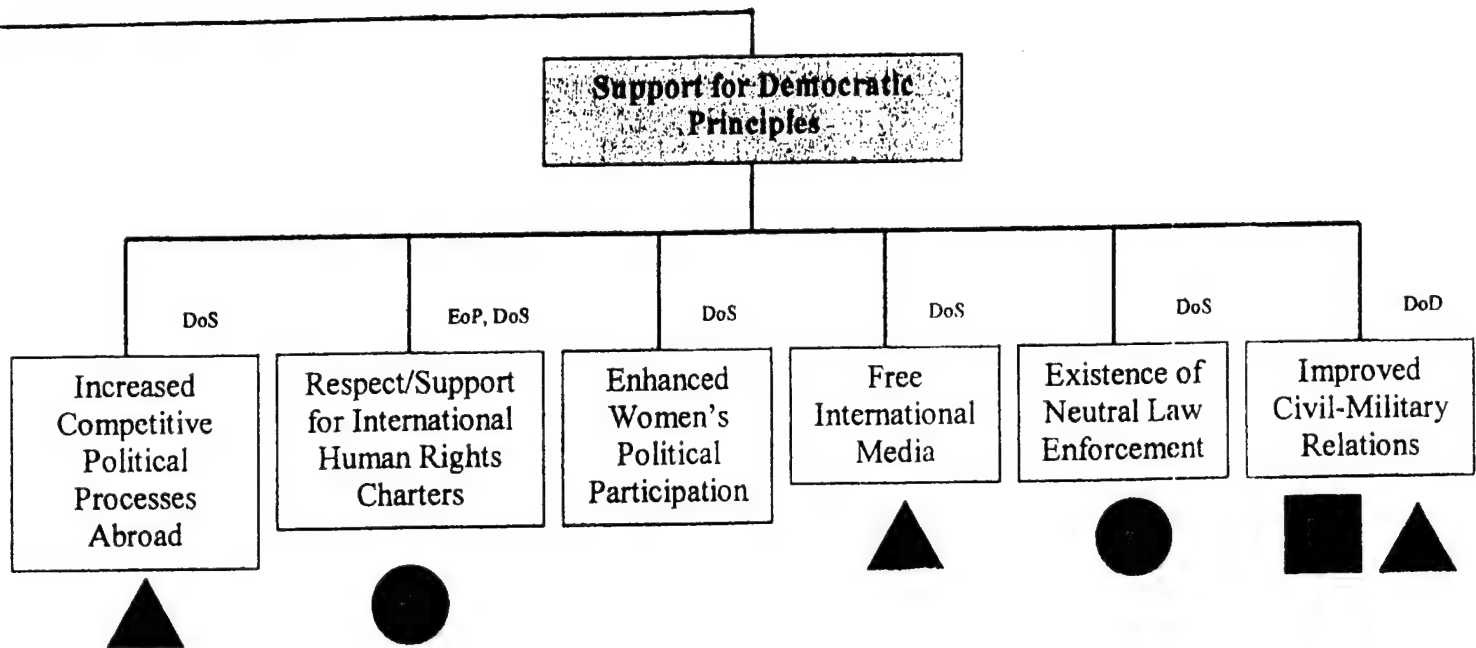 Support for Democratic
Principles
DoS
EoP, DoS
DoS
DoS
DoS
DoD
Increased
Competitive
Political
Processes
Abroad
Respect/Support
for International
Human Rights
Charters
Enhanced
Women's
Political
Participation
Free
International
Media
Existence of
Neutral Law
Enforcement
Improved
Civil-Military
Relations